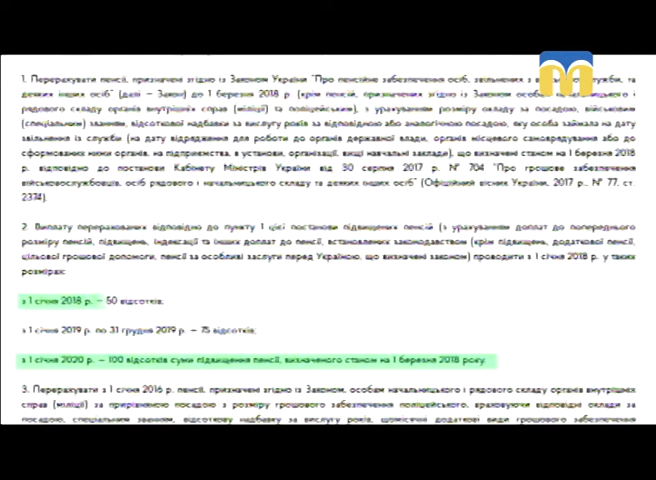 1. Перерахувати пенсії, призначені згідно із Законом України "Про пенсійне забезпечення осіб, звільнених з служби, та
деяких інших осіб" (далі – Закон) до 1 березня 2018 р. (крім пенсій, призначених згідно із Законом особам і
рядового складу органів внутрішніх справ (міліції) та поліцейським), з урахуванням розміру окладу за посадою, військовим
(спеціальним) званням, відсоткової надбавки за вислугу років за відповідною або аналогічною посадою, яку особа займала на дату
звільнення із служби (на дату відрядження для роботи до органів державної влади, органів місцевого самоврядування або до
сформованих ними органів, на підприємства, в установи, організації, вищі навчальні заклади), що визначені станом на 1 березня 2018
р. відповідно до постанови Кабінету Міністрів України від 30 серпня 2017 р. № 704 "Про грошове забезпечення
військовослужбовців, осіб рядового і начальницького складу та деяких інших осіб" (Офіційний вісник України, 2017 р., № 77, ст.
2374).
2. Виплату перерахованих відповідно до пункту 1 цієї постанови підвищених пенсій (з урахуванням доплат до попереднього
розміру пенсій, підвищень, індексації та інших доплат до пенсії, встановлених законодавством (крім підвищень, додаткової пенсії,
цільової грошової допомоги, пенсії за особливі заслуги перед Україною, що визначені законом) проводити з 1 січня 2018 р. у таких
розмірах:
з 1 січня 2018 р. – 50 відсотків;
з 1 січня 2019 р. по 31 грудня 2019 р. – 75 відсотків;
з 1 січня 2020 р. – 100 відсотків суми підвищення пенсії, визначеного станом на 1 березня 2018 року.
3. Перерахувати з 1 січня 2016 р. пенсії, призначені згідно із Законом, особам начальницького і рядового складу органів внутрішніх
справ (міліції) за прирівняною посадою з розміру грошового забезпечення поліцейського, враховуючи відповідні оклади за
посадою, спеціальним званням, відсоткову надбавку за вислугу років, щомісячні додаткові види грошового забезпечення